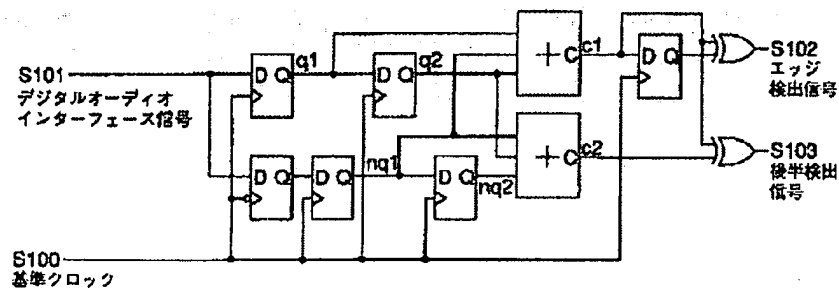 S101
デジタルオーディオ
インターフェース信号
D Q
q1
D Q
q2
+
C
c1
D Q
S102
エッジ
検出信号
D Q
D Q
nq1
D Q
nq2
+
C
c2
S103
後半検出
信号
S100
基準クロック